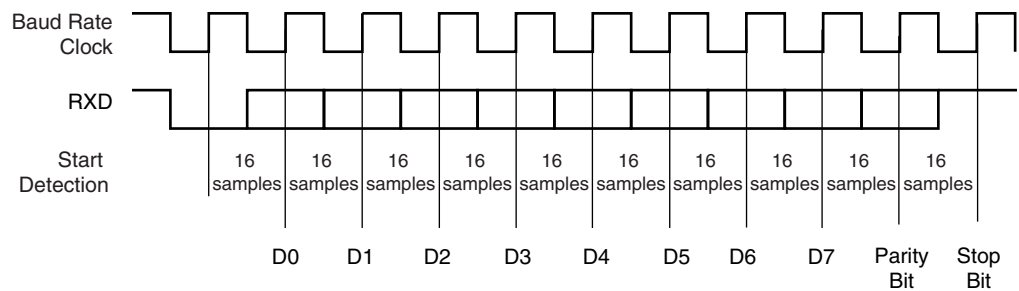 Baud Rate
Clock
RXD
Start
Detection
16 16 16 16 16 16 16 16 16 16
samples samples samples samples samples samples samples samples samples samples
D0 D1 D2 D3 D4 D5 D6 D7 Parity Stop
Bit Bit